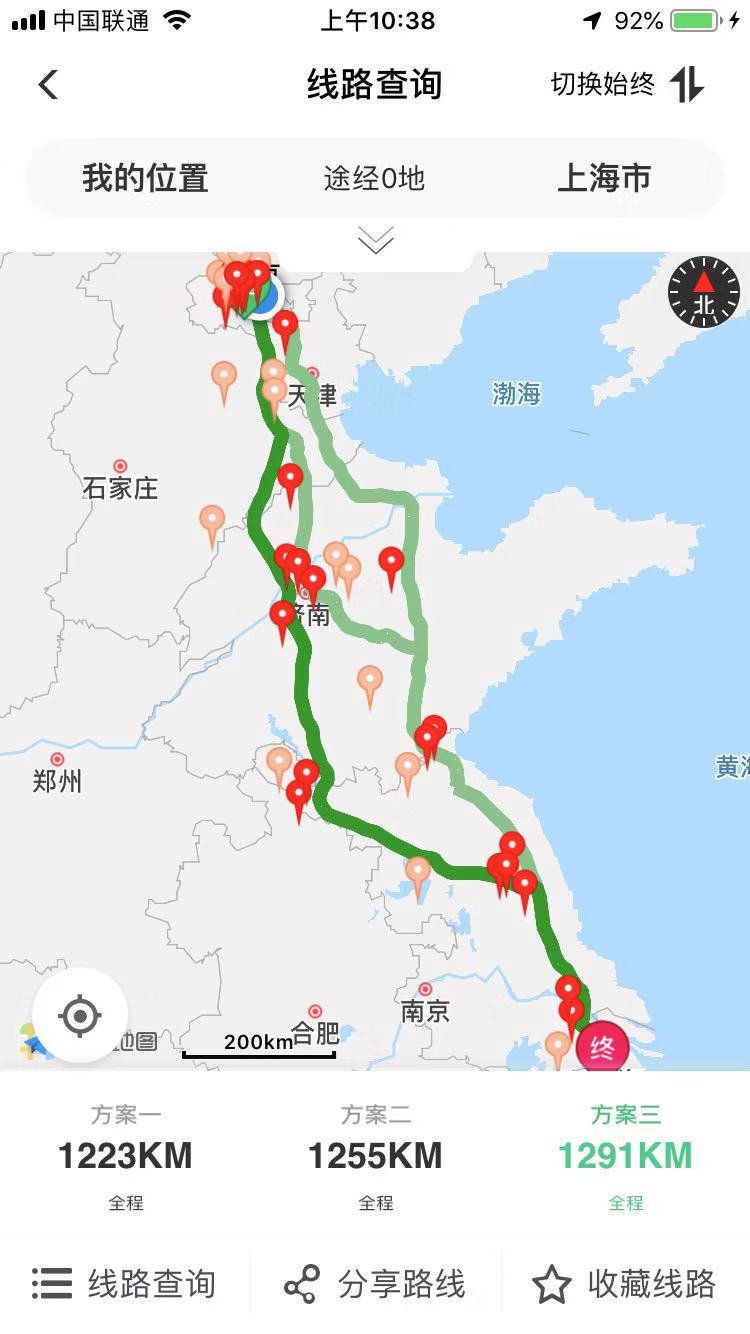 中国联通 上午10:38 92%
线路查询 切换始终
我的位置 途经0地 上海市
北
天津
渤海
石家庄
济南
郑州
黄海
南京
合肥
200km
地图
终
方案一 方案二 方案三
1223KM 1255KM 1291KM
全程 全程 全程
线路查询 分享路线 收藏线路